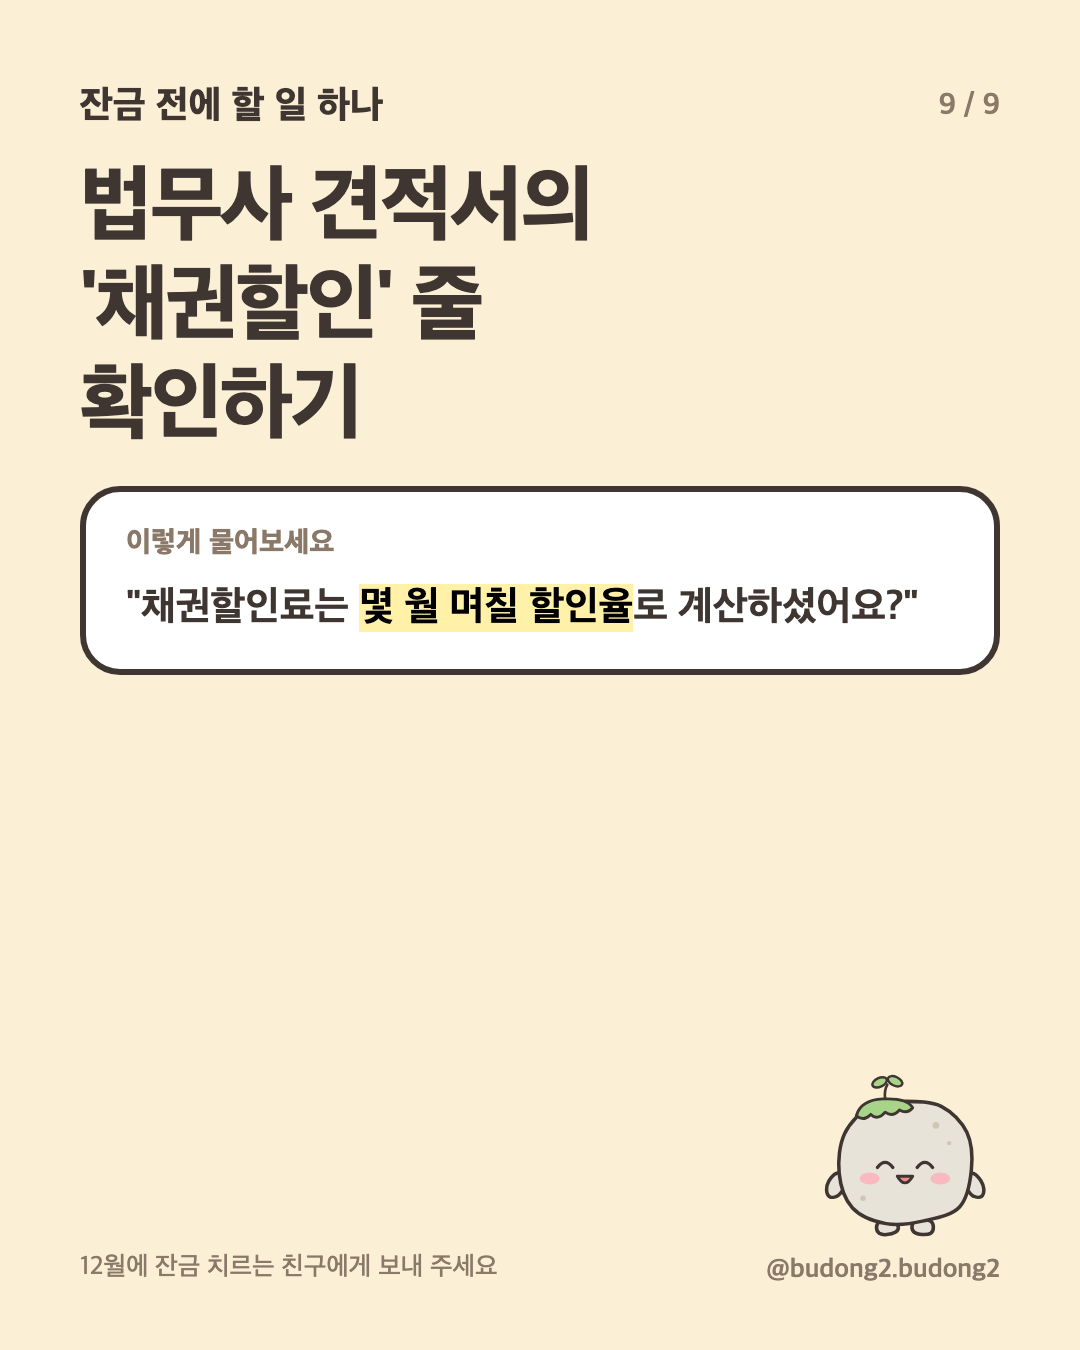 잔금 전에 할 일 하나
9 / 9
법무사 견적서의
'채권할인' 줄
확인하기
이렇게 물어보세요
"채권할인료는 몇 월 며칠 할인율로 계산하셨어요?"
12월에 잔금 치르는 친구에게 보내 주세요
@budong2.budong2